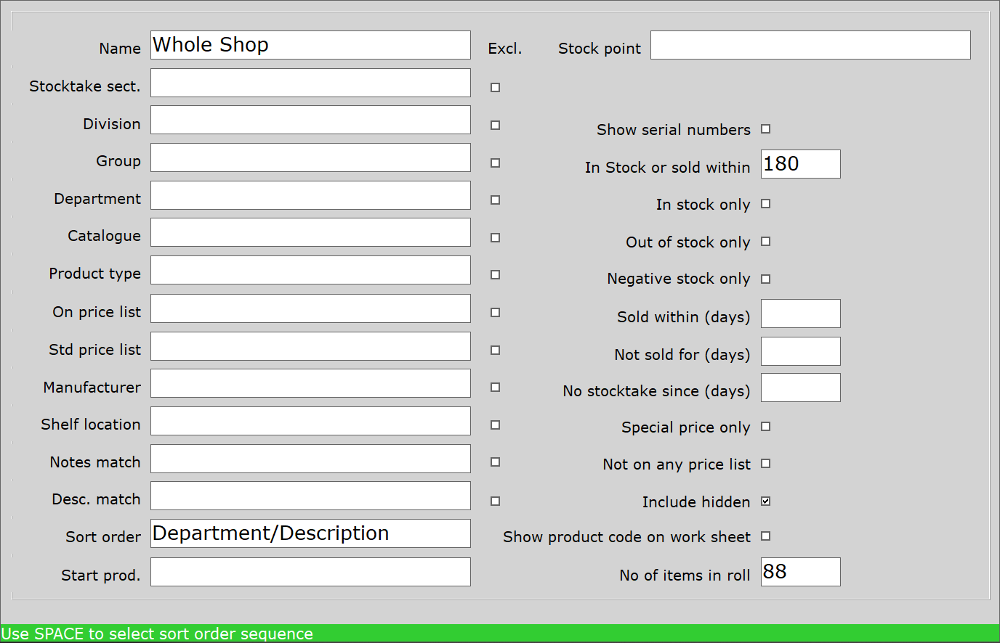 Name Whole Shop Excl. Stock point
Stocktake sect.
Division
Show serial numbers
Group
In Stock or sold within 180
Department
In stock only
Catalogue
Out of stock only
Product type
Negative stock only
On price list
Sold within (days)
Std price list
Not sold for (days)
Manufacturer
No stocktake since (days)
Shelf location
Special price only
Notes match
Not on any price list
Desc. match
Include hidden
Sort order Department/Description
Show product code on work sheet
Start prod.
No of items in roll 88
Use SPACE to select sort order sequence